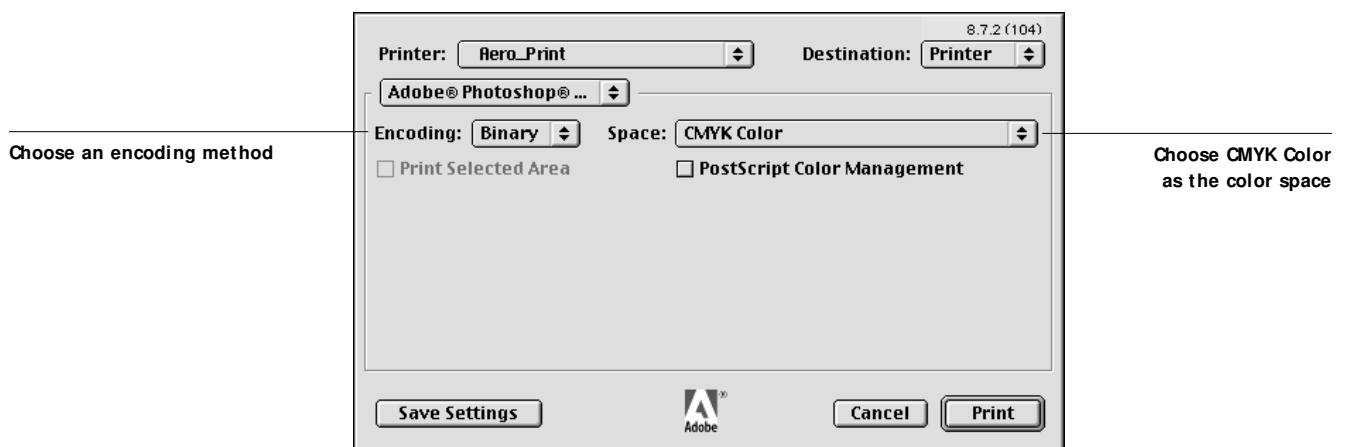 8.7.2 (104)
Printer: Aero_Print Destination: Printer
Adobe® Photoshop® ...
Encoding: Binary Space: CMYK Color
Choose an encoding method
Choose CMYK Color
as the color space
Print Selected Area PostScript Color Management
Save Settings Adobe® Cancel Print